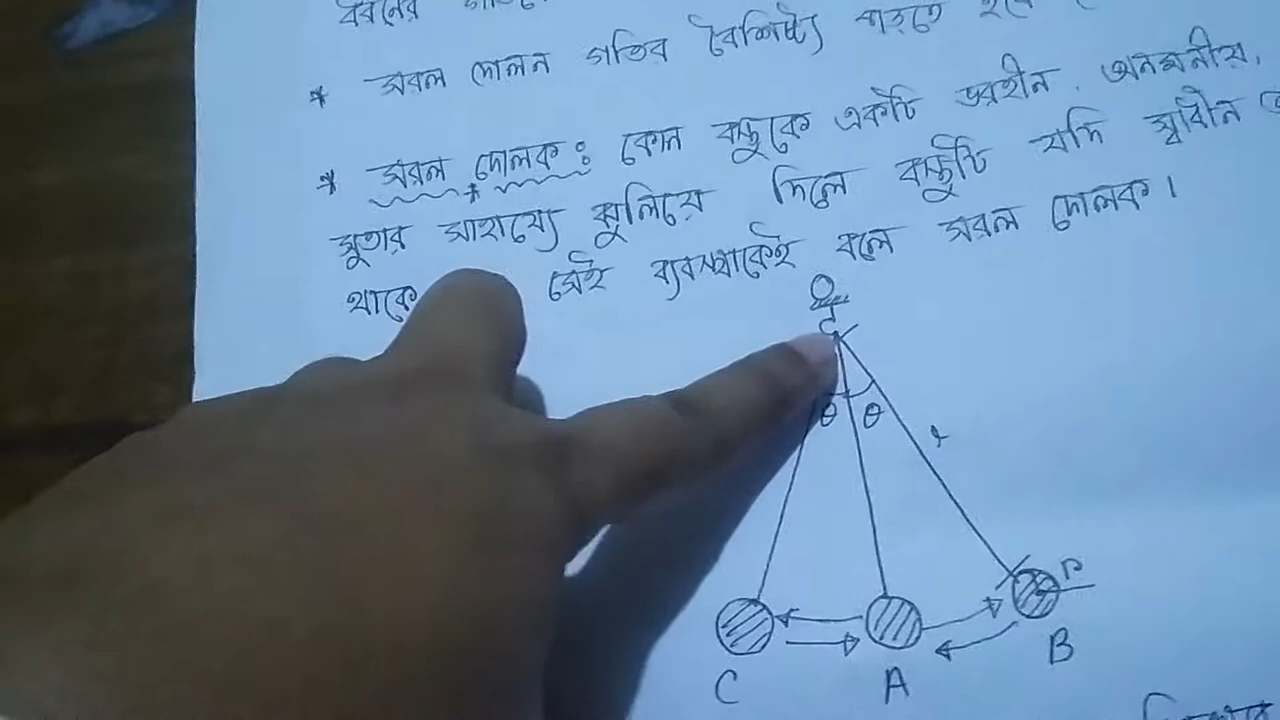 * সরল দোলন গতির বৈশিষ্ট্য
* সরল দোলক : কোন বস্তুকে একটি ভরহীন, অনমনীয়,
সুতার সাহায্যে ঝুলিয়ে দিলে বস্তুটি যদি স্বাধীন
থাকে সেই ব্যবস্থাকেই বলে সরল দোলক।
θ θ
r
C A B